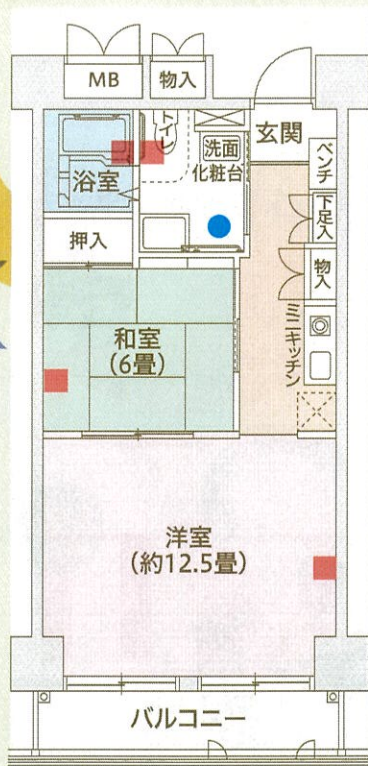 MB
物入
トイレ
洗面
化粧台
玄関
ベンチ
浴室
下足入
押入
物入
ミニキッチン
和室
(6畳)
洋室
(約12.5畳)
バルコニー